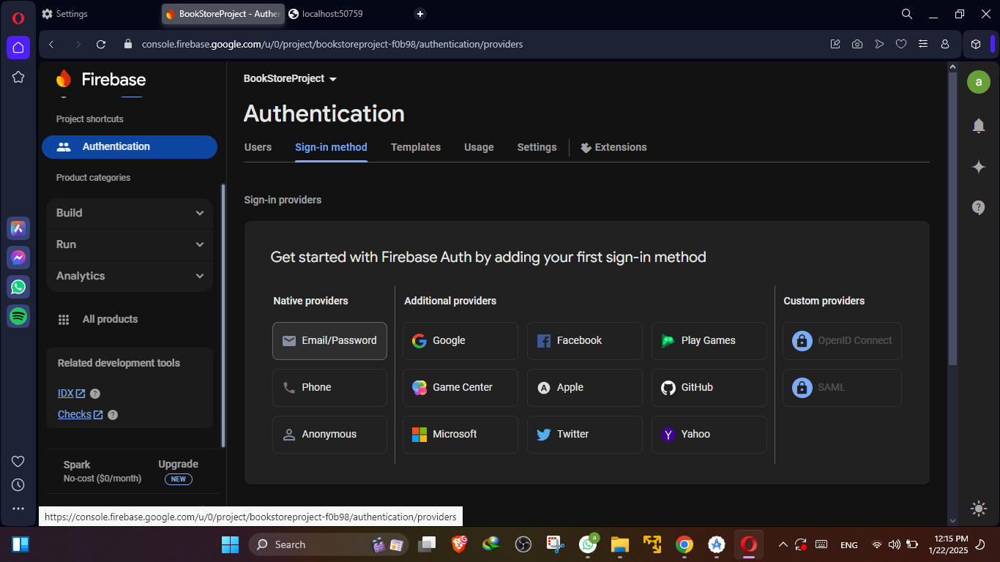 Settings
BookStoreProject - Auther
localhost:50759
console.firebase.google.com/u/0/project/bookstoreproject-f0b98/authentication/providers
Firebase
Project shortcuts
Authentication
Product categories
Build
Run
Analytics
All products
Related development tools
IDX
Checks
Spark
No-cost ($0/month)
Upgrade
NEW
BookStoreProject
Authentication
Users
Sign-in method
Templates
Usage
Settings
Extensions
Sign-in providers
Get started with Firebase Auth by adding your first sign-in method
Native providers
Email/Password
Phone
Anonymous
Additional providers
Google
Facebook
Play Games
Game Center
Apple
GitHub
Microsoft
Twitter
Yahoo
Custom providers
OpenID Connect
SAML
a
https://console.firebase.google.com/u/0/project/bookstoreproject-f0b98/authentication/providers
Search
a
ENG
12:15 PM
1/22/2025